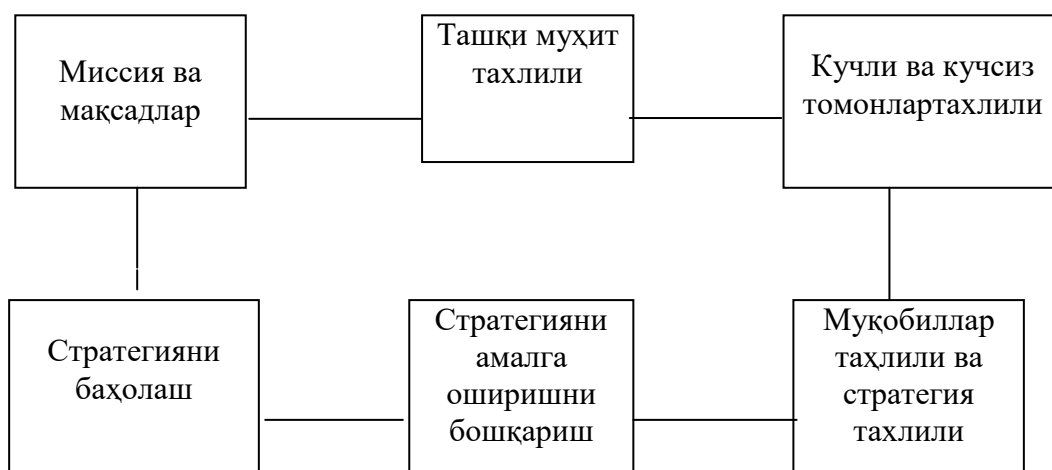 Миссия ва
мақсадлар
Ташқи муҳит
тахлили
Кучли ва кучсиз
томонлартахлили
Стратегияни
баҳолаш
Стратегияни
амалга
оширишни
бошқариш
Муқобиллар
таҳлили ва
стратегия
тахлили